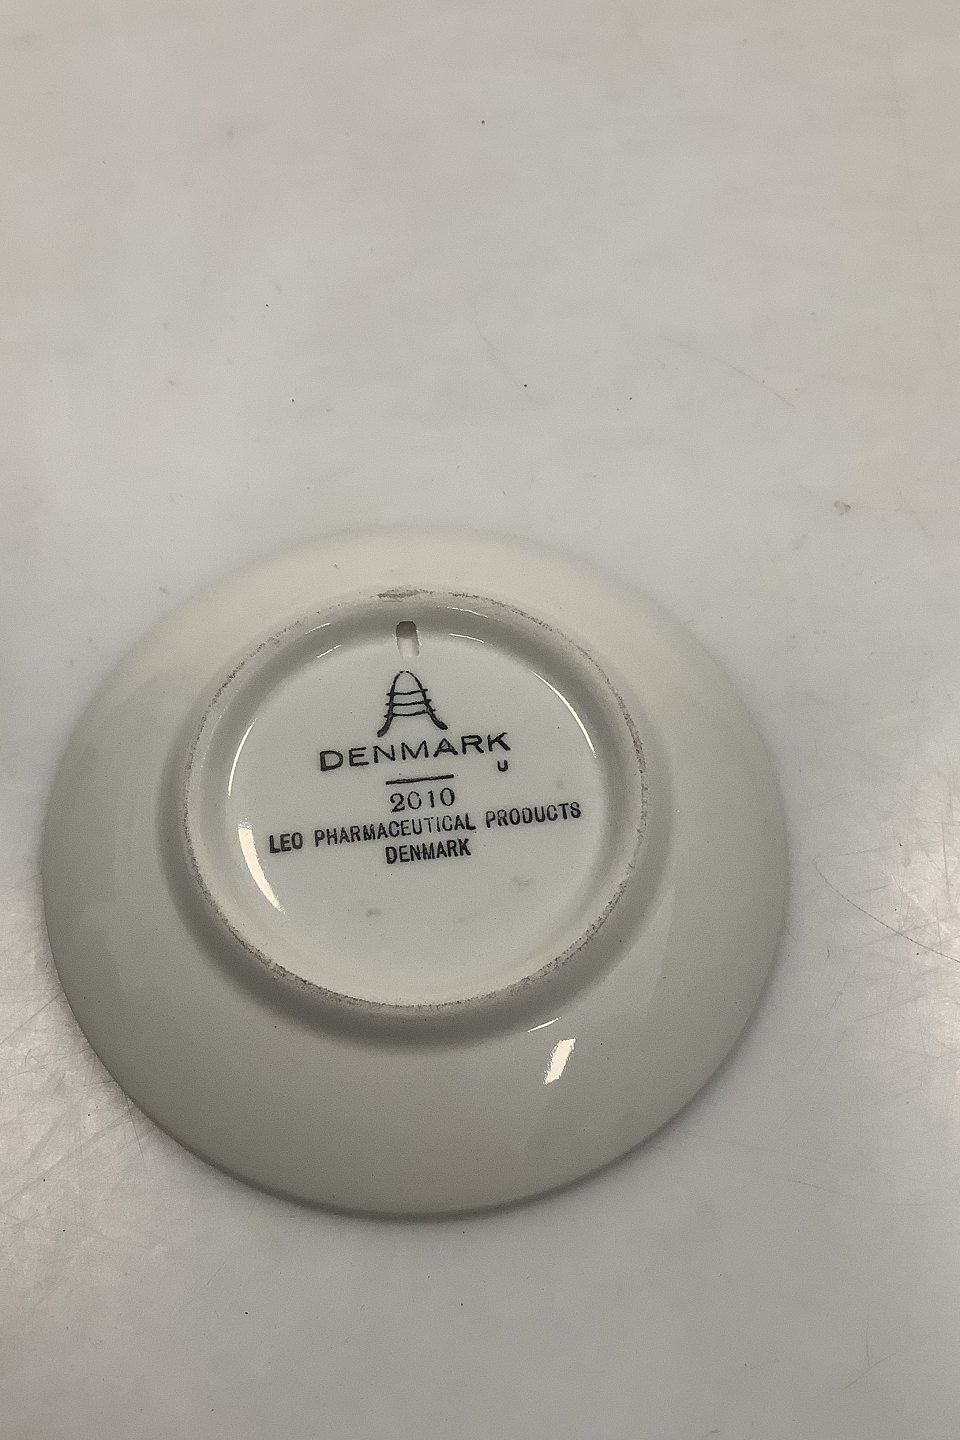 DENMARK
U
2010
LEO PHARMACEUTICAL PRODUCTS
DENMARK